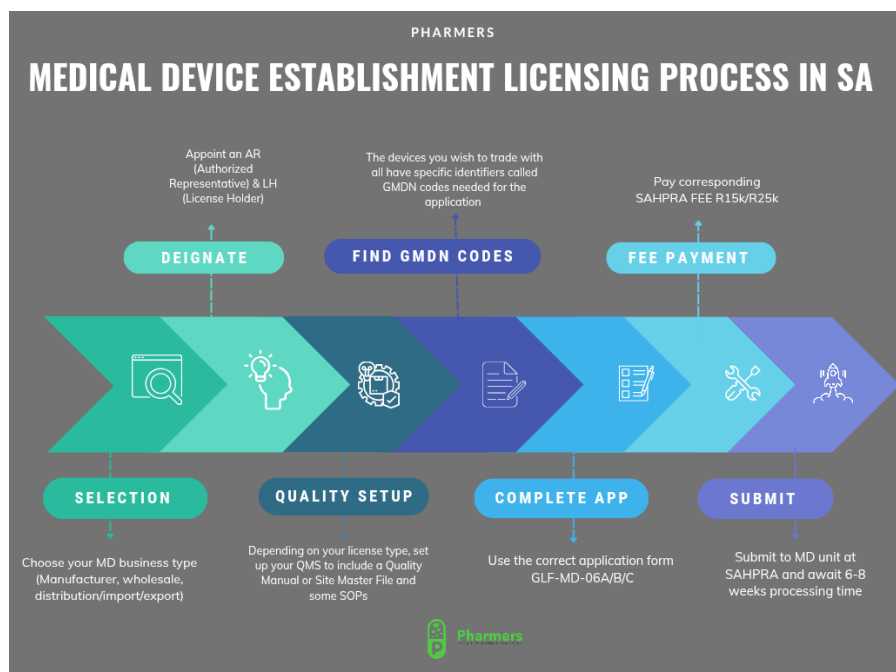 PHARMERS
MEDICAL DEVICE ESTABLISHMENT LICENSING PROCESS IN SA
Appoint an AR
(Authorized
Representative) & LH
(License Holder)
DEIGNATE
The devices you wish to trade with
all have specific identifiers called
GMDN codes needed for the
application
FIND GMDN CODES
Pay corresponding
SAHPRA FEE R15k/R25k
FEE PAYMENT
SELECTION
Choose your MD business type
(Manufacturer, wholesale,
distribution/import/export)
QUALITY SETUP
Depending on your license type, set
up your QMS to include a Quality
Manual or Site Master File and
some SOPs
COMPLETE APP
Use the correct application form
GLF-MD-06A/B/C
SUBMIT
Submit to MD unit at
SAHPRA and await 6-8
weeks processing time
P
Pharmers